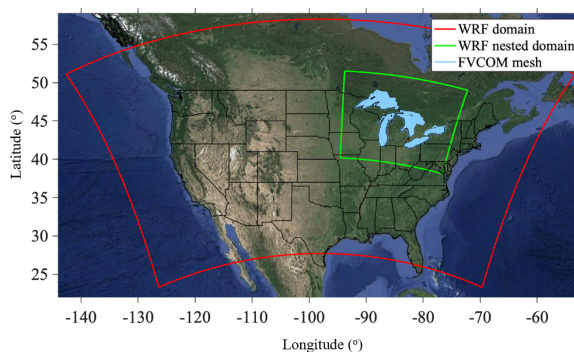 WRF domain
WRF nested domain
FVCOM mesh
Latitude (°)
55
50
45
40
35
30
25
-140 -130 -120 -110 -100 -90 -80 -70 -60
Longitude (°)